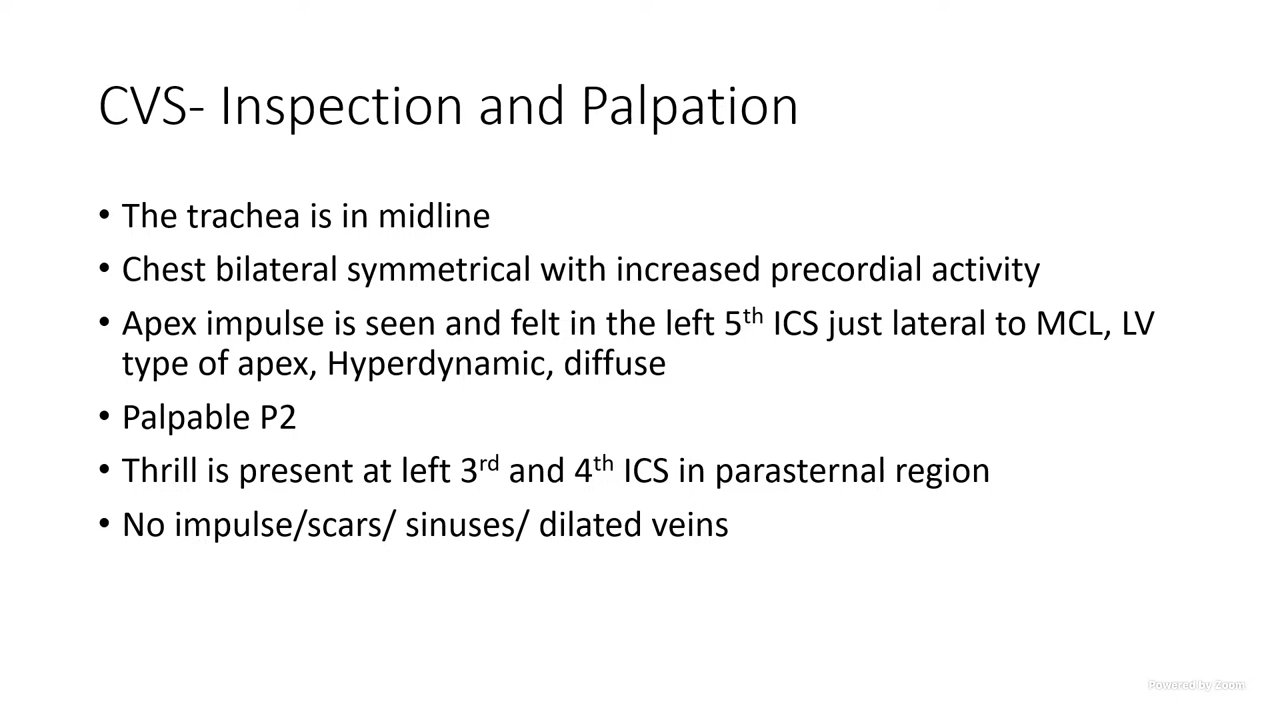 CVS- Inspection and Palpation
• The trachea is in midline
• Chest bilateral symmetrical with increased precordial activity
• Apex impulse is seen and felt in the left 5th ICS just lateral to MCL, LV
type of apex, Hyperdynamic, diffuse
• Palpable P2
• Thrill is present at left 3rd and 4th ICS in parasternal region
• No impulse/scars/ sinuses/ dilated veins
Powered by Zoom